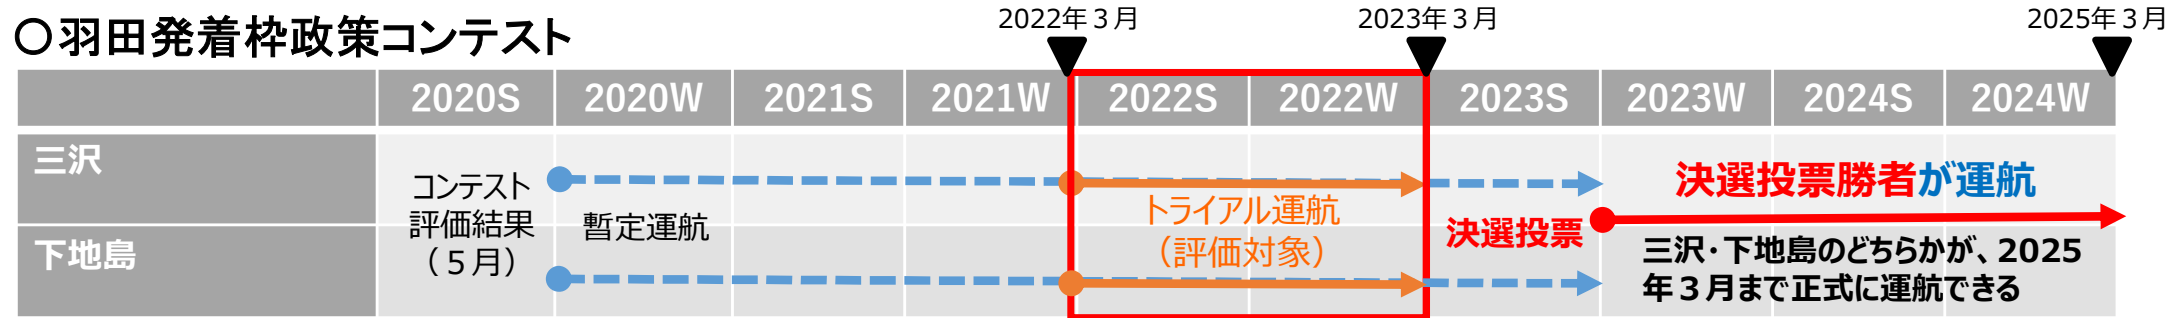 〇羽田発着枠政策コンテスト
2022年３月
2023年３月
2025年３月
2020S 2020W 2021S 2021W 2022S 2022W 2023S 2023W 2024S 2024W
三沢
下地島
コンテスト
評価結果
（５月）
暫定運航
トライアル運航
（評価対象）
決選投票
決選投票勝者が運航
三沢・下地島のどちらかが、2025
年３月まで正式に運航できる